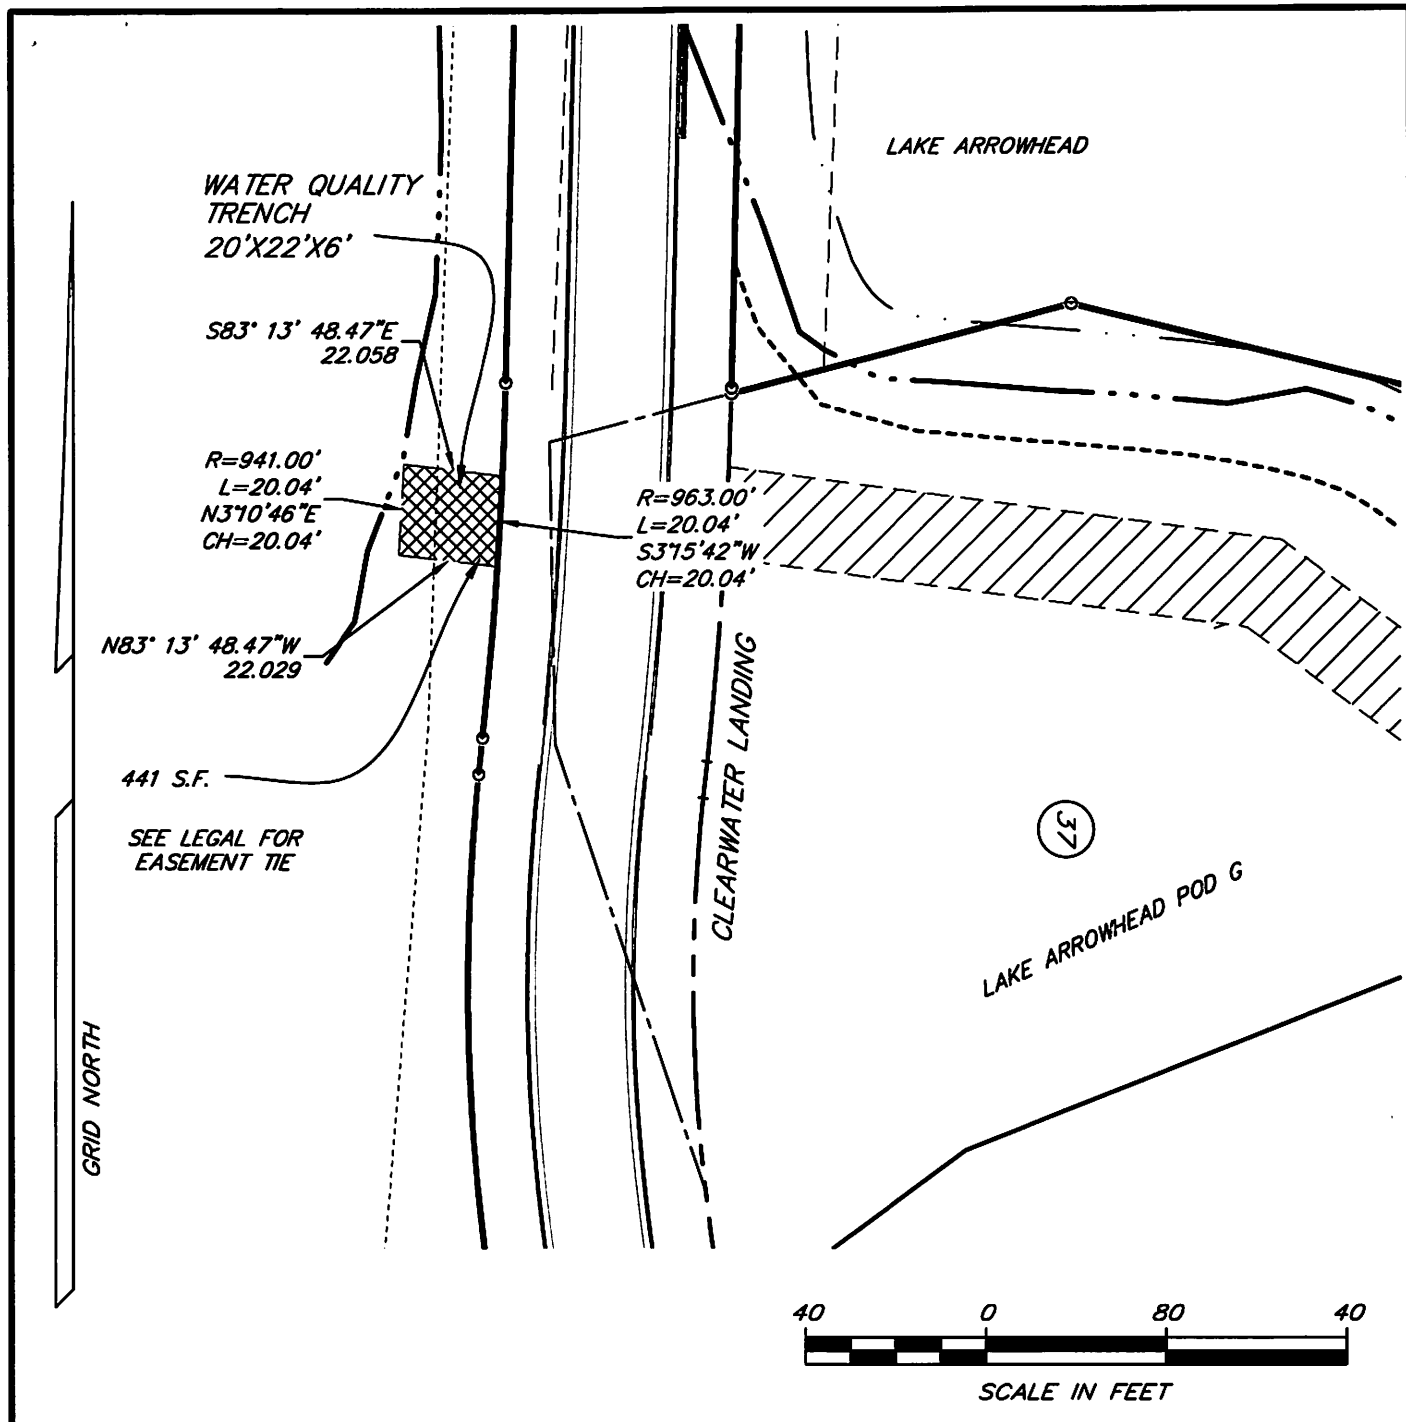 LAKE ARROWHEAD
WATER QUALITY
TRENCH
20'X22'X6'
S83° 13' 48.47"E
22.058
R=941.00'
L=20.04'
N3°10'46"E
CH=20.04'
R=963.00'
L=20.04'
S3°15'42"W
CH=20.04'
N83° 13' 48.47"W
22.029
441 S.F.
SEE LEGAL FOR
EASEMENT TIE
CLEARWATER LANDING
37
LAKE ARROWHEAD POD G
GRID NORTH
40 0 80 40
SCALE IN FEET